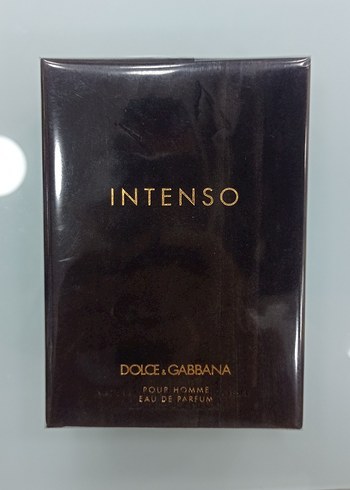 INTENSO
DOLCE & GABBANA
POUR HOMME
EAU DE PARFUM